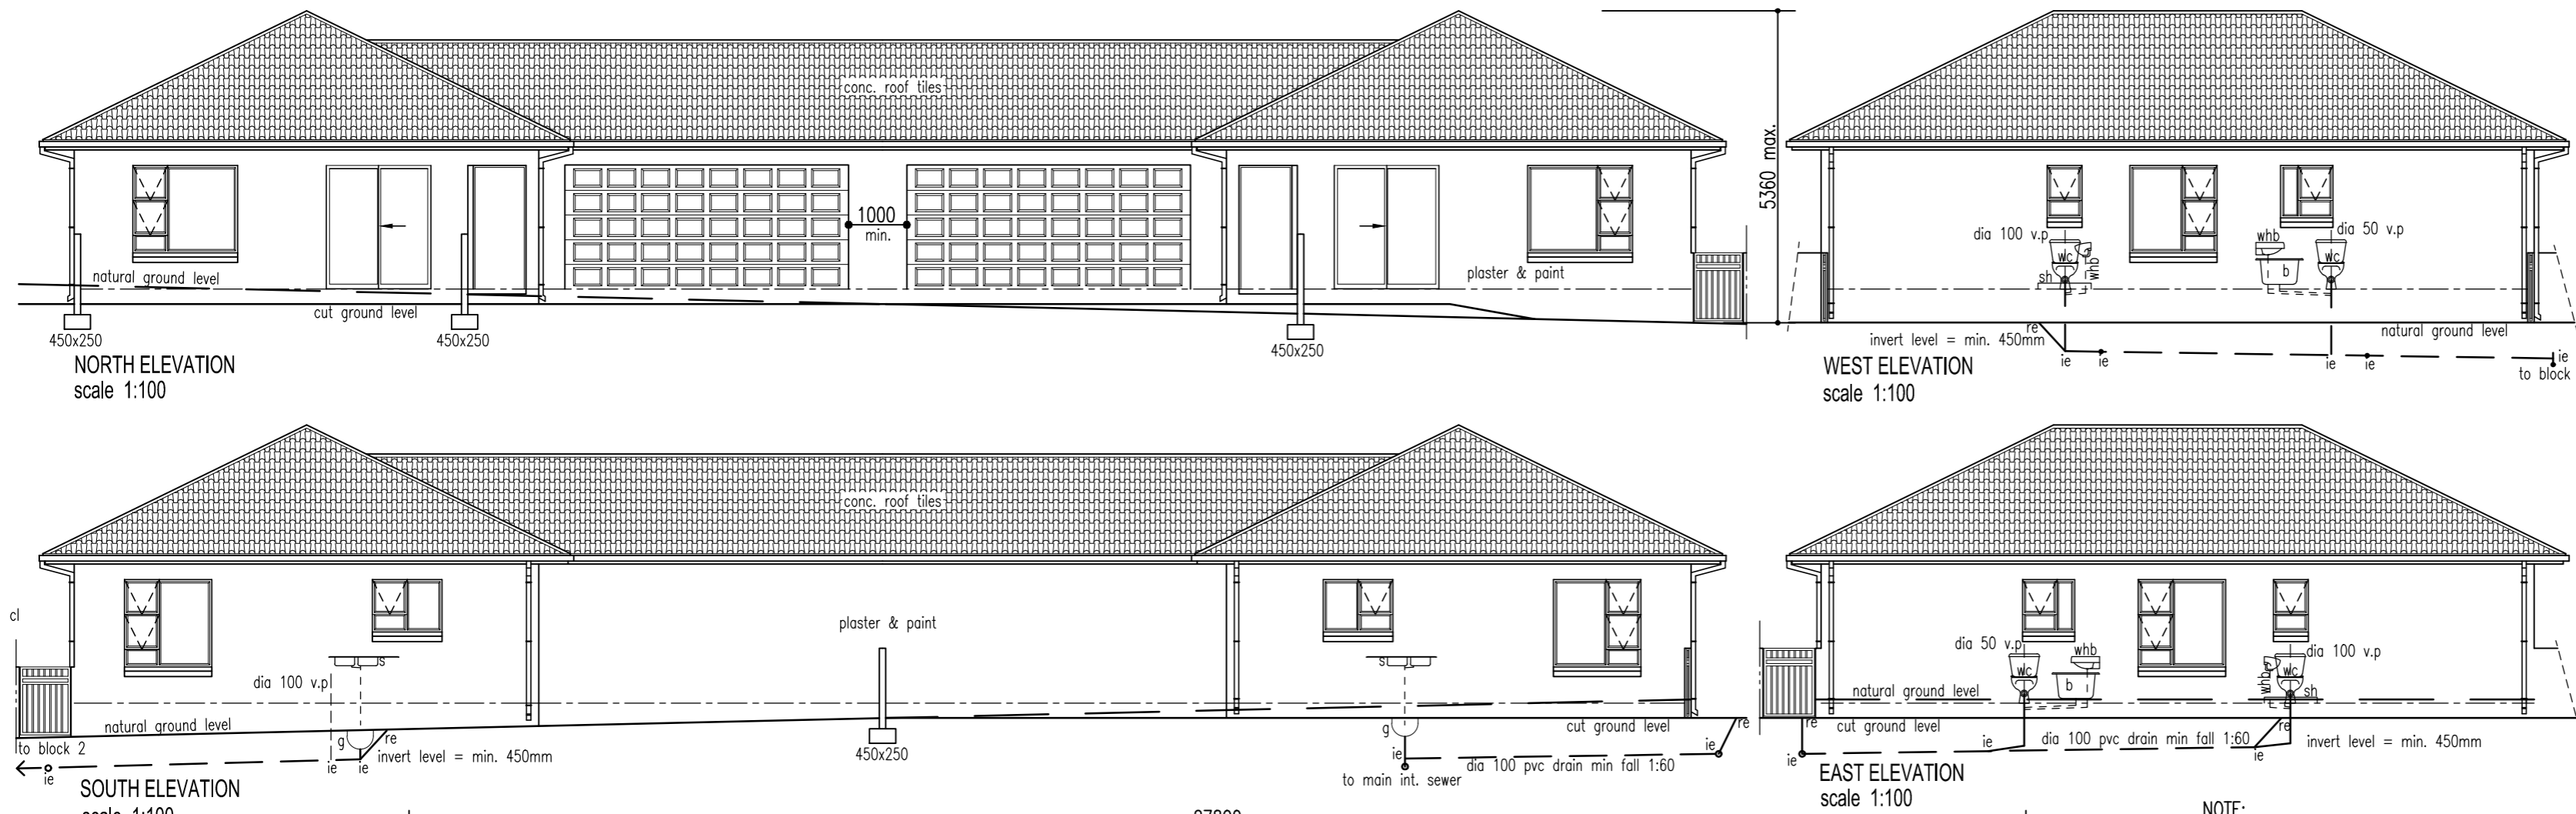 conc. roof tiles
1000
min.
natural ground level
cut ground level
plaster & paint
450x250
450x250
450x250
NORTH ELEVATION
scale 1:100
5360 max.
dia 100 v.p
wc
whb
sh
whb
b
wc
dia 50 v.p
re
natural ground level
invert level = min. 450mm
ie
ie
ie
ie
ie
to block
WEST ELEVATION
scale 1:100
conc. roof tiles
cl
plaster & paint
s
dia 100 v.p
natural ground level
to block 2
g
re
ie
ie
ie
invert level = min. 450mm
450x250
s
g
cut ground level
re
ie
dia 100 pvc drain min fall 1:60
ie
to main int. sewer
SOUTH ELEVATION
scale 1:100
dia 50 v.p
wc
whb
b
whb
wc
dia 100 v.p
sh
natural ground level
re
cut ground level
re
ie
ie
dia 100 pvc drain min fall 1:60
ie
invert level = min. 450mm
EAST ELEVATION
scale 1:100
NOTE: